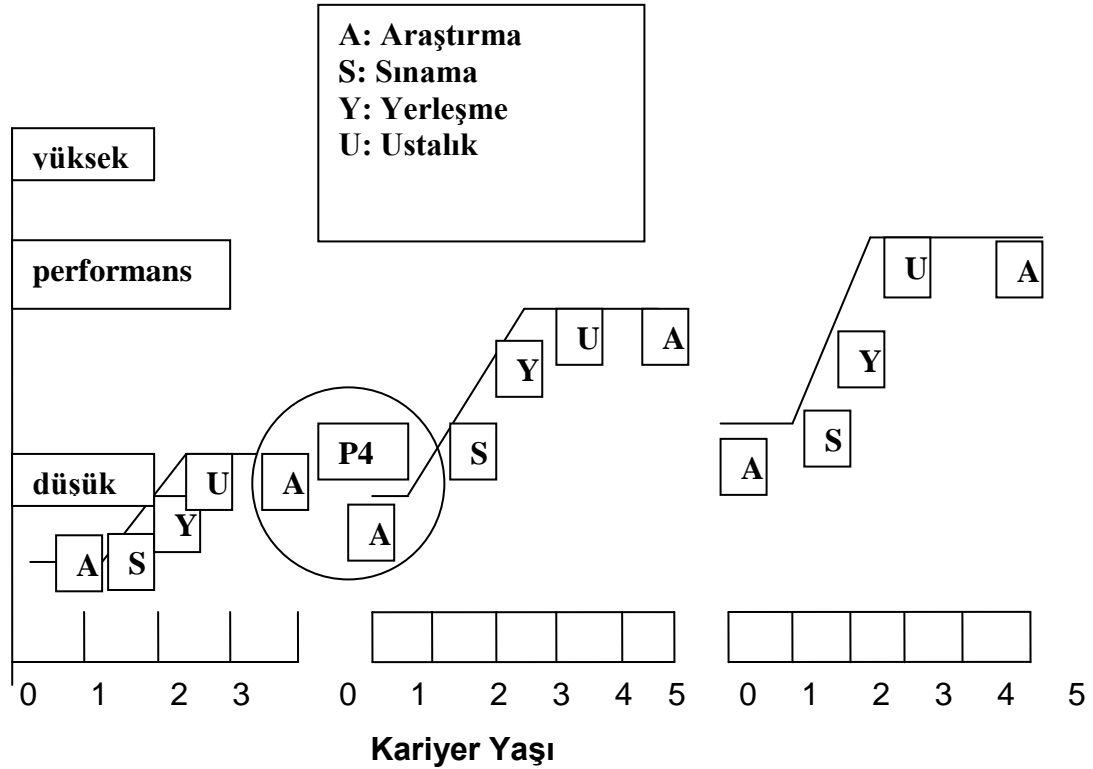 A: Araştırma
S: Sınama
Y: Yerleşme
U: Ustalık
yüksek
performans
düşük
A
S
Y
U
A
P4
A
S
Y
U
A
A
S
Y
U
A
0 1 2 3 0 1 2 3 4 5 0 1 2 3 4 5
Kariyer Yaşı